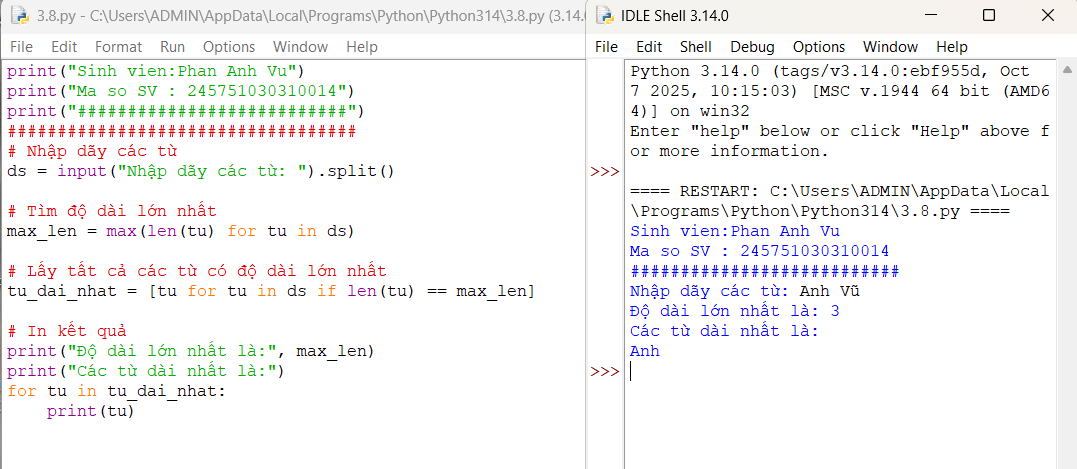 3.8.py - C:\Users\ADMIN\AppData\Local\Programs\Python\Python314\3.8.py (3.14.0
File Edit Format Run Options Window Help
print("Sinh vien:Phan Anh Vu")
print("Ma so SV : 245751030310014")
print("###########################")
###################################
# Nhập dãy các từ
ds = input("Nhập dãy các từ: ").split()
# Tìm độ dài lớn nhất
max_len = max(len(tu) for tu in ds)
# Lấy tất cả các từ có độ dài lớn nhất
tu_dai_nhat = [tu for tu in ds if len(tu) == max_len]
# In kết quả
print("Độ dài lớn nhất là:", max_len)
print("Các từ dài nhất là:")
for tu in tu_dai_nhat:
    print(tu)
IDLE Shell 3.14.0
File Edit Shell Debug Options Window Help
Python 3.14.0 (tags/v3.14.0:ebf955d, Oct
7 2025, 10:15:03) [MSC v.1944 64 bit (AMD6
4)] on win32
Enter "help" below or click "Help" above f
or more information.
>>>
==== RESTART: C:\Users\ADMIN\AppData\Local
\Programs\Python\Python314\3.8.py ====
Sinh vien:Phan Anh Vu
Ma so SV : 245751030310014
###########################
Nhập dãy các từ: Anh Vũ
Độ dài lớn nhất là: 3
Các từ dài nhất là:
Anh
>>>